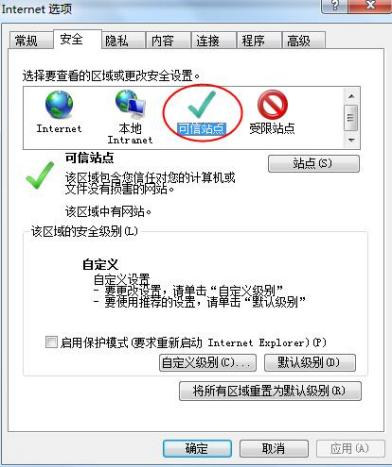 Internet 选项
常规 安全 隐私 内容 连接 程序 高级
选择要查看的区域或更改安全设置。
Internet 本地 Intranet 可信站点 受限站点
可信站点
站点(S)
该区域包含您信任对您的计算机或
文件没有损害的网站。
该区域中有网站。
该区域的安全级别(L)
自定义
自定义设置
- 要更改设置，请单击“自定义级别”
- 要使用推荐的设置，请单击“默认级别”
启用保护模式(要求重新启动 Internet Explorer)(P)
自定义级别(C)... 默认级别(D)
将所有区域重置为默认级别(R)
确定 取消 应用(A)